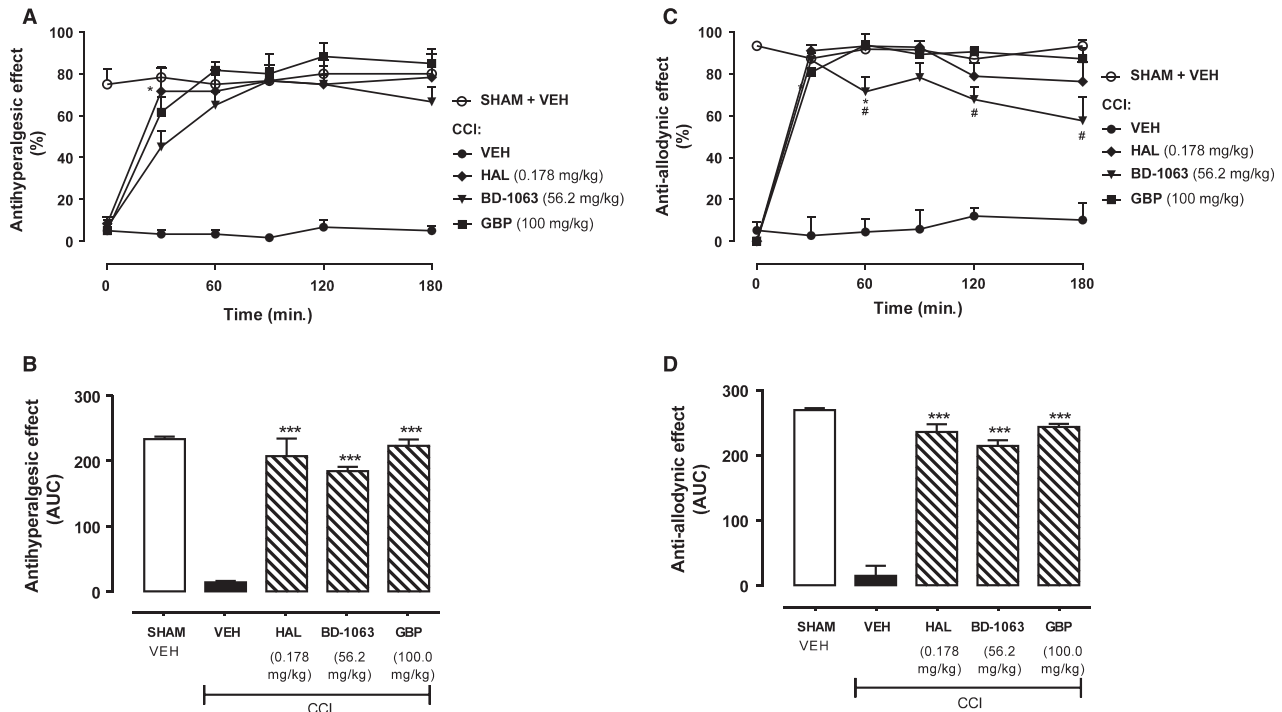 A
Antihyperalgesic effect
(%)
100
80
60
40
20
0
*
0
60
120
180
Time (min.)
SHAM + VEH
CCI:
VEH
HAL (0.178 mg/kg)
BD-1063 (56.2 mg/kg)
GBP (100 mg/kg)
C
Anti-allodynic effect
(%)
100
80
60
40
20
0
*
*
#
#
#
0
60
120
180
Time (min.)
SHAM + VEH
CCI:
VEH
HAL (0.178 mg/kg)
BD-1063 (56.2 mg/kg)
GBP (100 mg/kg)
B
Antihyperalgesic effect
(AUC)
300
200
100
0
***
***
***
SHAM VEH HAL BD-1063 GBP
VEH (0.178 (56.2 (100.0
mg/kg) mg/kg) mg/kg)
CCI
D
Anti-allodynic effect
(AUC)
300
200
100
0
***
***
***
SHAM VEH HAL BD-1063 GBP
VEH (0.178 (56.2 (100.0
mg/kg) mg/kg) mg/kg)
CCI